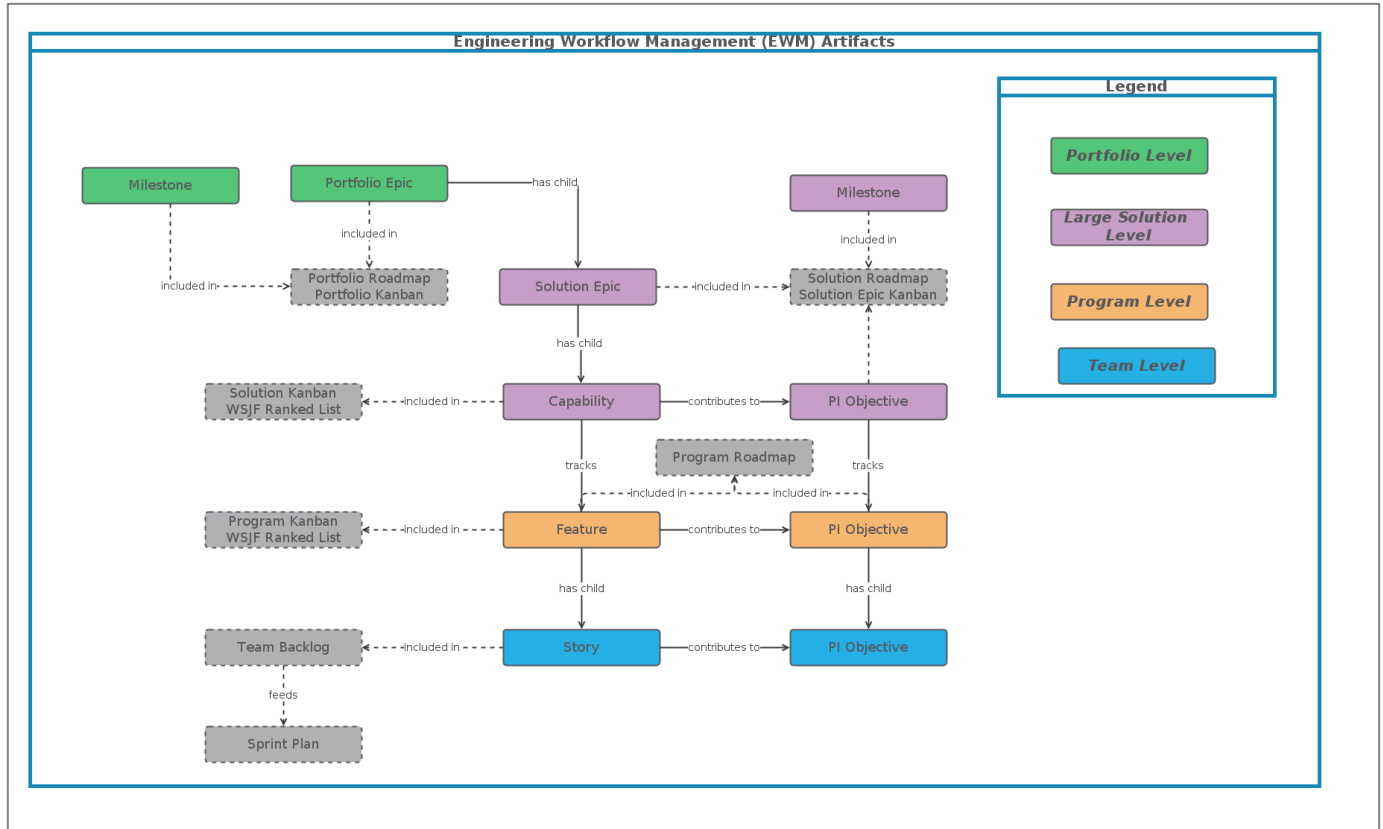 Engineering Workflow Management (EWM) Artifacts
Legend
Portfolio Level
Large Solution
Level
Program Level
Team Level
Milestone
Portfolio Epic
has child
Milestone
included in
included in
included in
Portfolio Roadmap
Portfolio Kanban
Solution Epic
included in
Solution Roadmap
Solution Epic Kanban
has child
Solution Kanban
WSJF Ranked List
included in
Capability
contributes to
PI Objective
tracks
Program Roadmap
tracks
included in
included in
Program Kanban
WSJF Ranked List
included in
Feature
contributes to
PI Objective
has child
has child
Team Backlog
included in
Story
contributes to
PI Objective
feeds
Sprint Plan